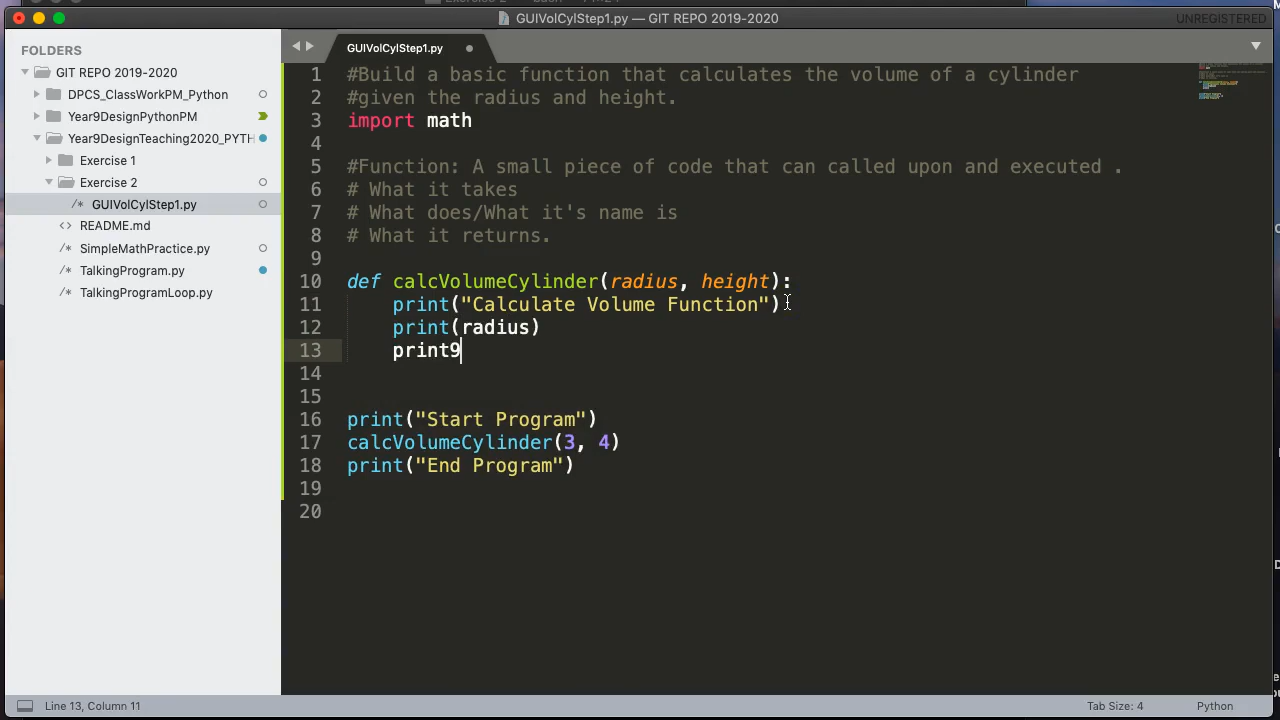 GUIVolCylStep1.py — GIT REPO 2019-2020
UNREGISTERED
FOLDERS
GIT REPO 2019-2020
DPCS_ClassWorkPM_Python
Year9DesignPythonPM
Year9DesignTeaching2020_PYTH
Exercise 1
Exercise 2
/* GUIVolCylStep1.py
<> README.md
/* SimpleMathPractice.py
/* TalkingProgram.py
/* TalkingProgramLoop.py
GUIVolCylStep1.py
1 #Build a basic function that calculates the volume of a cylinder
2 #given the radius and height.
3 import math
4
5 #Function: A small piece of code that can called upon and executed .
6 # What it takes
7 # What does/What it's name is
8 # What it returns.
9
10 def calcVolumeCylinder(radius, height):
11 print("Calculate Volume Function")
12 print(radius)
13 print9
14
15
16 print("Start Program")
17 calcVolumeCylinder(3, 4)
18 print("End Program")
19
20
Line 13, Column 11
Tab Size: 4
Python